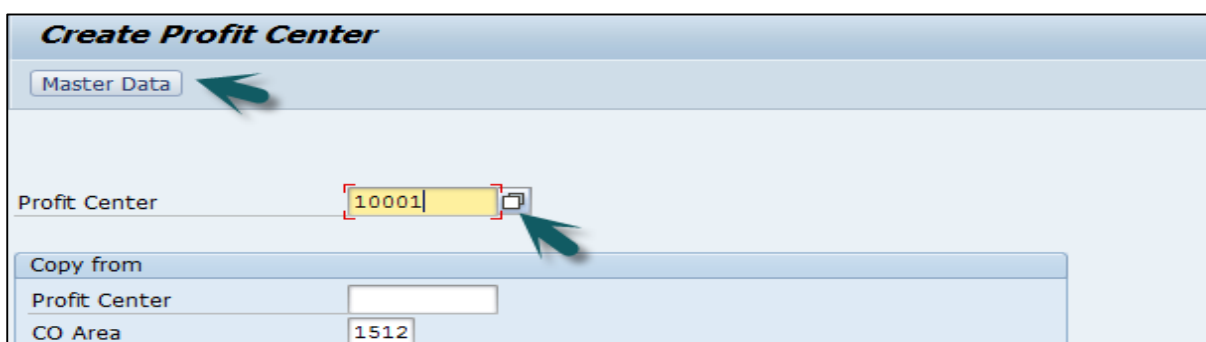 Create Profit Center
Master Data
Profit Center 10001
Copy from
Profit Center
CO Area 1512